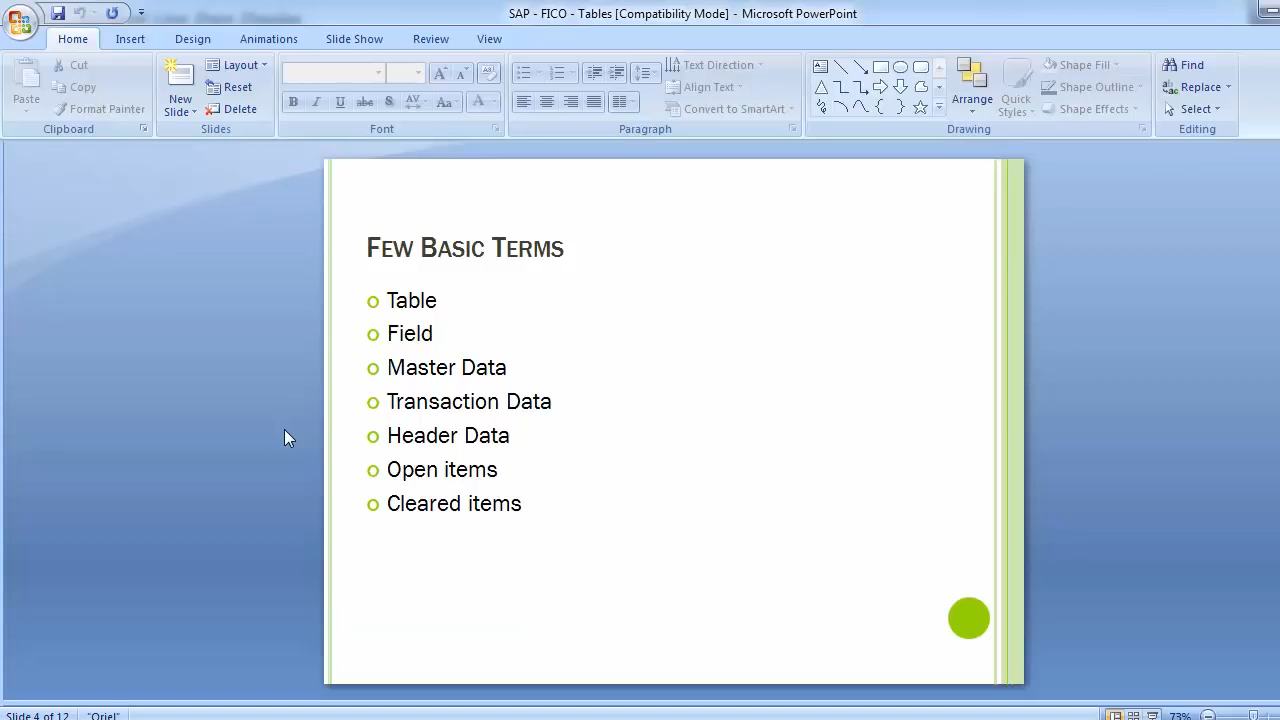 SAP - FICO - Tables [Compatibility Mode] - Microsoft PowerPoint
Home Insert Design Animations Slide Show Review View
Paste
Cut
Copy
Format Painter
Clipboard
New Slide
Layout
Reset
Delete
Slides
B I U abc S AV Aa A
Font
Text Direction
Align Text
Convert to SmartArt
Paragraph
Arrange
Quick Styles
Shape Fill
Shape Outline
Shape Effects
Drawing
Find
Replace
Select
Editing
FEW BASIC TERMS
Table
Field
Master Data
Transaction Data
Header Data
Open items
Cleared items
Slide 4 of 12 "Oriel" 73%